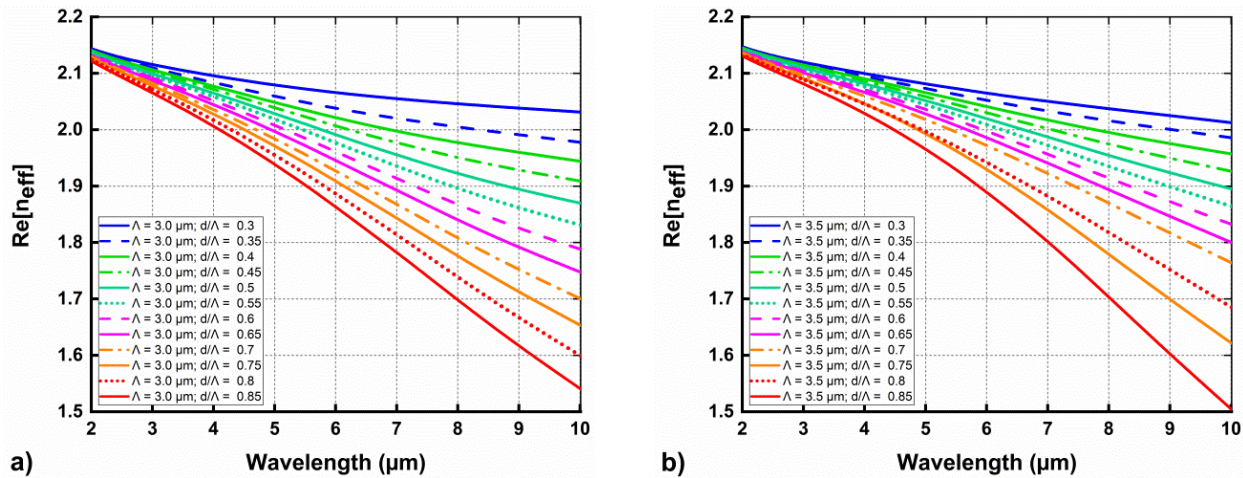 2.2
2.1
2.0
1.9
1.8
1.7
1.6
1.5
Re[n_eff]
Λ = 3.0 µm; d/Λ = 0.3
Λ = 3.0 µm; d/Λ = 0.35
Λ = 3.0 µm; d/Λ = 0.4
Λ = 3.0 µm; d/Λ = 0.45
Λ = 3.0 µm; d/Λ = 0.5
Λ = 3.0 µm; d/Λ = 0.55
Λ = 3.0 µm; d/Λ = 0.6
Λ = 3.0 µm; d/Λ = 0.65
Λ = 3.0 µm; d/Λ = 0.7
Λ = 3.0 µm; d/Λ = 0.75
Λ = 3.0 µm; d/Λ = 0.8
Λ = 3.0 µm; d/Λ = 0.85
2 3 4 5 6 7 8 9 10
Wavelength (µm)
a)
2.2
2.1
2.0
1.9
1.8
1.7
1.6
1.5
Re[n_eff]
Λ = 3.5 µm; d/Λ = 0.3
Λ = 3.5 µm; d/Λ = 0.35
Λ = 3.5 µm; d/Λ = 0.4
Λ = 3.5 µm; d/Λ = 0.45
Λ = 3.5 µm; d/Λ = 0.5
Λ = 3.5 µm; d/Λ = 0.55
Λ = 3.5 µm; d/Λ = 0.6
Λ = 3.5 µm; d/Λ = 0.65
Λ = 3.5 µm; d/Λ = 0.7
Λ = 3.5 µm; d/Λ = 0.75
Λ = 3.5 µm; d/Λ = 0.8
Λ = 3.5 µm; d/Λ = 0.85
2 3 4 5 6 7 8 9 10
Wavelength (µm)
b)